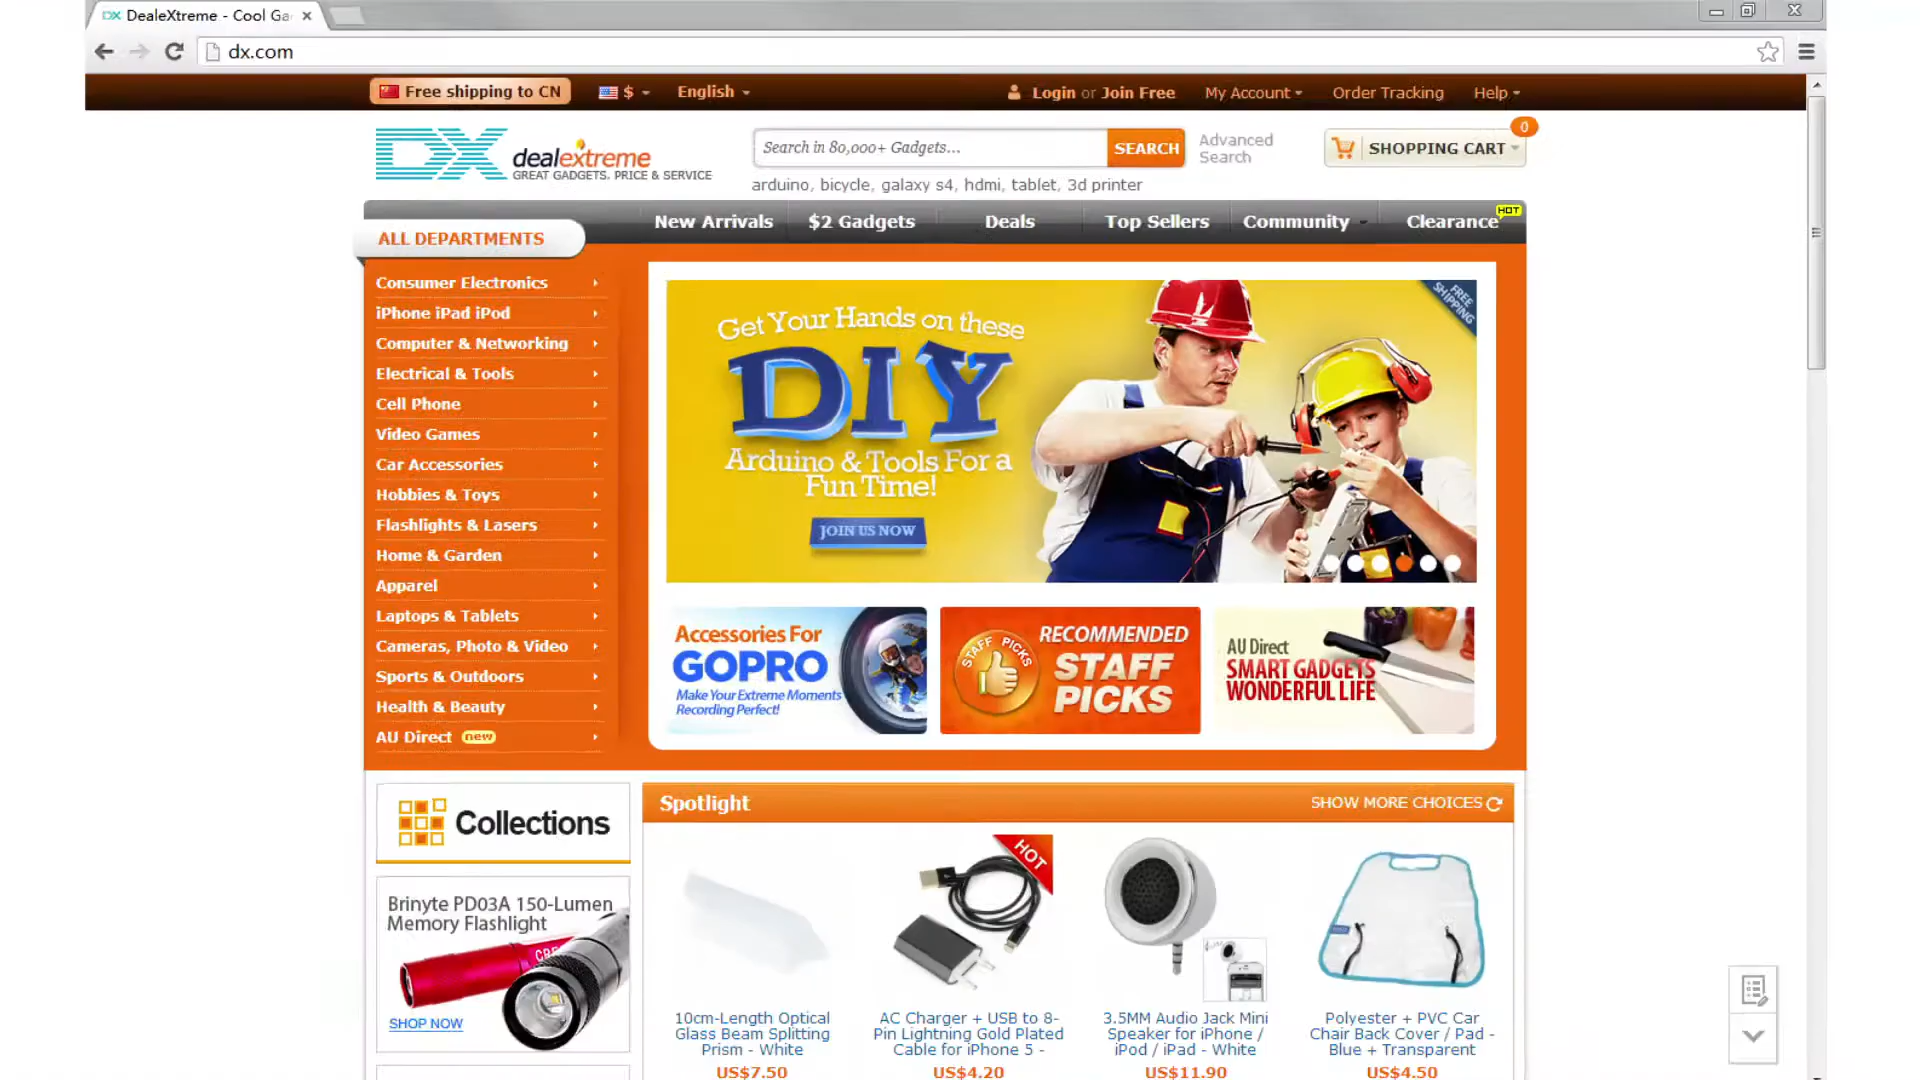 DX DealeXtreme - Cool Ga
dx.com
Free shipping to CN
$
English
Login or Join Free
My Account
Order Tracking
Help
DX
dealextreme
GREAT GADGETS. PRICE & SERVICE
Search in 80,000+ Gadgets...
SEARCH
Advanced
Search
0
SHOPPING CART
arduino, bicycle, galaxy s4, hdmi, tablet, 3d printer
ALL DEPARTMENTS
New Arrivals
$2 Gadgets
Deals
Top Sellers
Community
Clearance
HOT
Consumer Electronics
iPhone iPad iPod
Computer & Networking
Electrical & Tools
Cell Phone
Video Games
Car Accessories
Hobbies & Toys
Flashlights & Lasers
Home & Garden
Apparel
Laptops & Tablets
Cameras, Photo & Video
Sports & Outdoors
Health & Beauty
AU Direct new
Get Your Hands on these
DIY
Arduino & Tools For a
Fun Time!
JOIN US NOW
FREE
SHIPPING
Accessories For
GOPRO
Make Your Extreme Moments
Recording Perfect!
STAFF PICKS
RECOMMENDED
STAFF
PICKS
AU Direct
SMART GADGETS
WONDERFUL LIFE
Collections
Brinyte PD03A 150-Lumen
Memory Flashlight
SHOP NOW
Spotlight
SHOW MORE CHOICES
HOT
10cm-Length Optical
Glass Beam Splitting
Prism - White
US$7.50
AC Charger + USB to 8-
Pin Lightning Gold Plated
Cable for iPhone 5 -
US$4.20
3.5MM Audio Jack Mini
Speaker for iPhone /
iPod / iPad - White
US$11.90
Polyester + PVC Car
Chair Back Cover / Pad -
Blue + Transparent
US$4.50